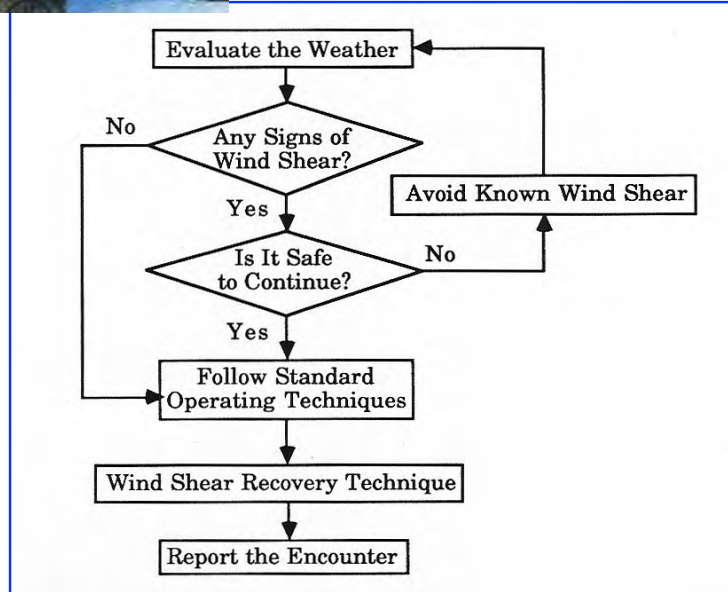 Evaluate the Weather
No
Any Signs of
Wind Shear?
Avoid Known Wind Shear
Yes
Is It Safe
to Continue?
No
Yes
Follow Standard
Operating Techniques
Wind Shear Recovery Technique
Report the Encounter